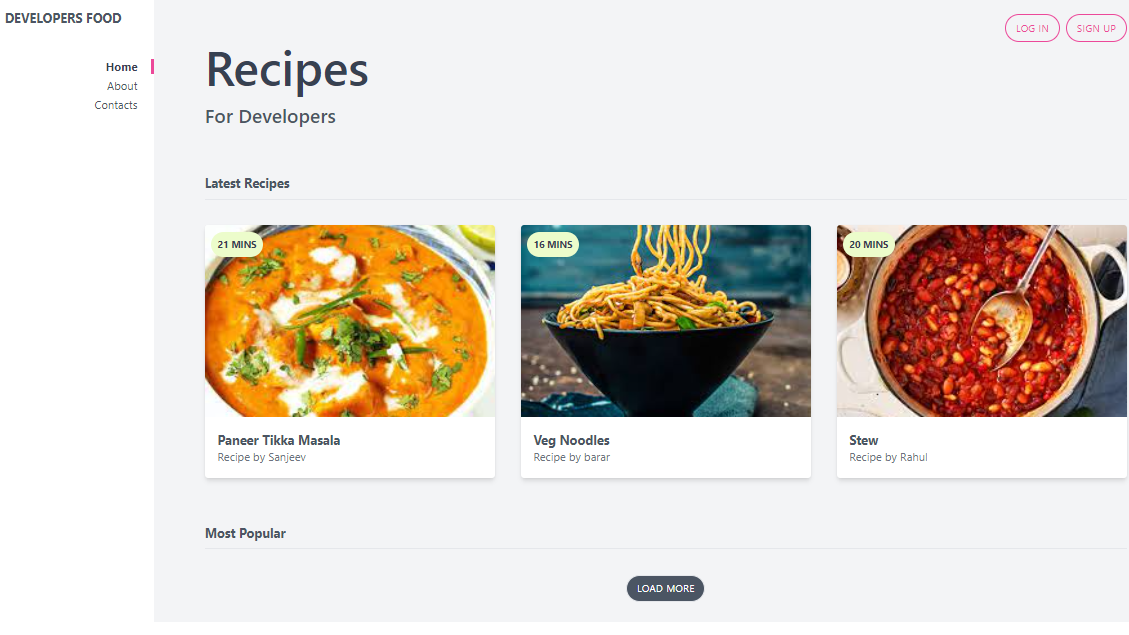 DEVELOPERS FOOD
Home
About
Contacts
LOG IN
SIGN UP
Recipes
For Developers
Latest Recipes
21 MINS
Paneer Tikka Masala
Recipe by Sanjeev
16 MINS
Veg Noodles
Recipe by barar
20 MINS
Stew
Recipe by Rahul
Most Popular
LOAD MORE